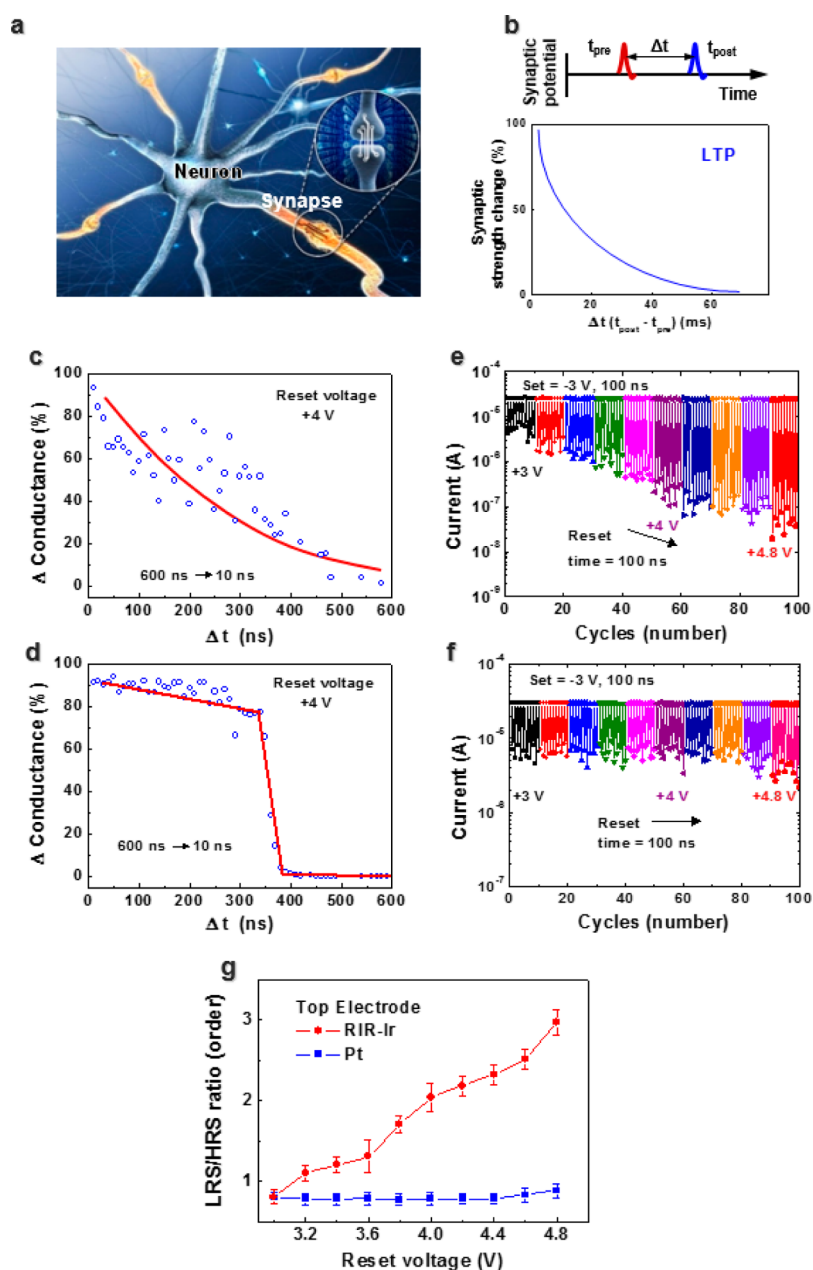 a
Neuron
Synapse
b
Synaptic
potential
t_pre
Δt
t_post
Time
Synaptic
strength change (%)
100
50
0
LTP
20
40
60
Δt (t_post - t_pre) (ms)
c
Δ Conductance (%)
100
80
60
40
20
0
Reset voltage
+4 V
600 ns → 10 ns
0
100
200
300
400
500
600
Δt (ns)
d
Δ Conductance (%)
100
80
60
40
20
0
Reset voltage
+4 V
600 ns → 10 ns
0
100
200
300
400
500
600
Δt (ns)
e
Current (A)
10⁻⁴
10⁻⁵
10⁻⁶
10⁻⁷
10⁻⁸
10⁻⁹
Set = -3 V, 100 ns
+3 V
+4 V
+4.8 V
Reset
time = 100 ns
0
20
40
60
80
100
Cycles (number)
f
Current (A)
10⁻⁴
10⁻⁵
10⁻⁶
10⁻⁷
Set = -3 V, 100 ns
+3 V
+4 V
+4.8 V
Reset
time = 100 ns
0
20
40
60
80
100
Cycles (number)
g
LRS/HRS ratio (order)
3
2
1
Top Electrode
RIR-Ir
Pt
3.2
3.6
4.0
4.4
4.8
Reset voltage (V)